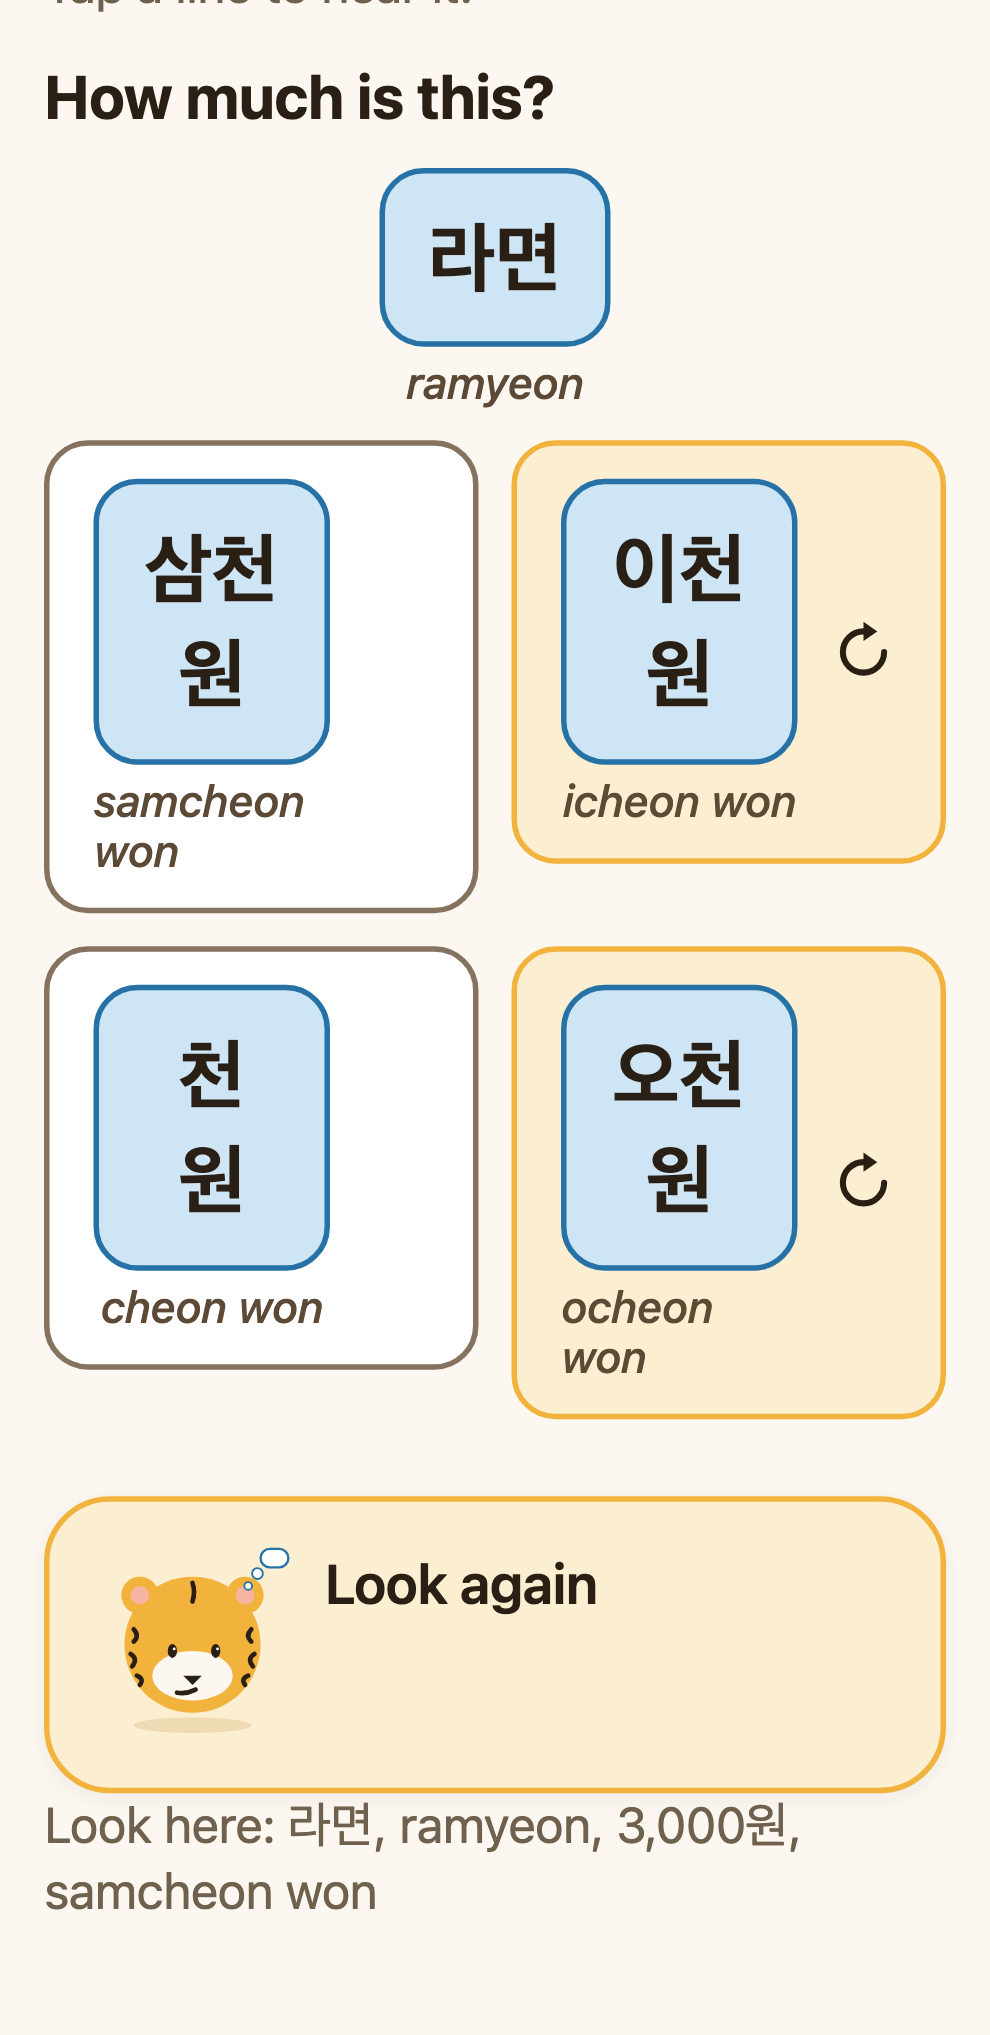 How much is this?
라면
ramyeon
삼천
원
samcheon
won
이천
원
icheon won
천
원
cheon won
오천
원
ocheon
won
Look again
Look here: 라면, ramyeon, 3,000원,
samcheon won